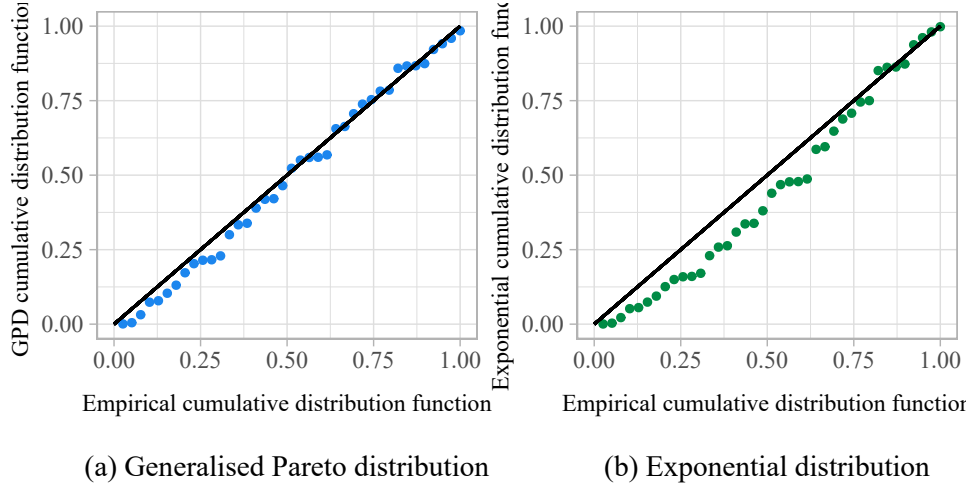 GPD cumulative distribution function
1.00
0.75
0.50
0.25
0.00
0.00 0.25 0.50 0.75 1.00
Empirical cumulative distribution function
(a) Generalised Pareto distribution
Exponential cumulative distribution func
1.00
0.75
0.50
0.25
0.00
0.00 0.25 0.50 0.75 1.00
Empirical cumulative distribution function
(b) Exponential distribution